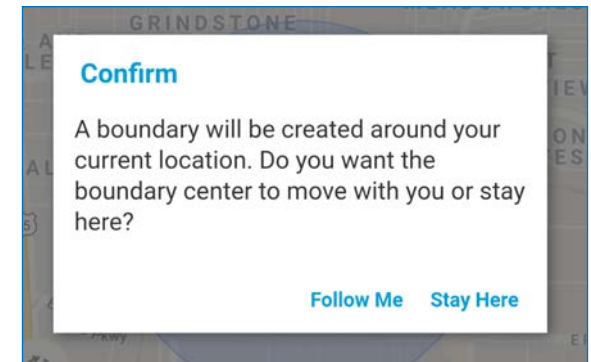 GRINDSTONE
Confirm
A boundary will be created around your
current location. Do you want the
boundary center to move with you or stay
here?
Follow Me Stay Here